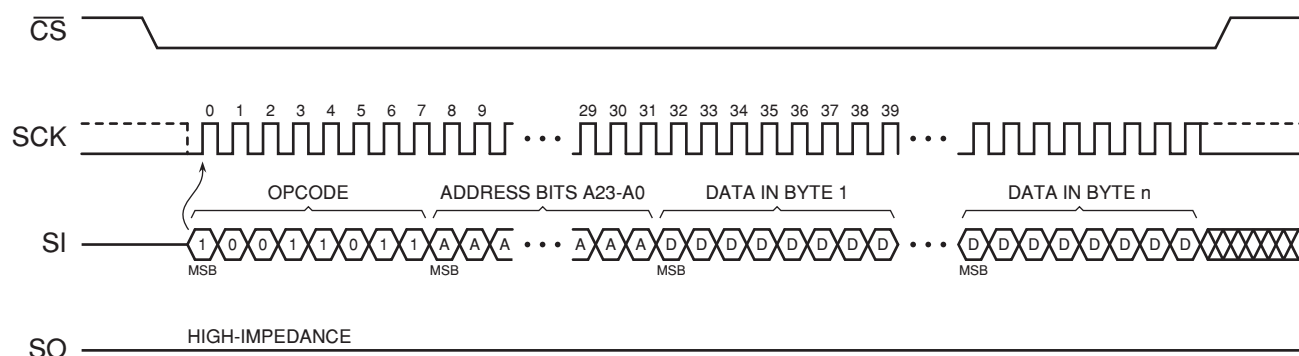 CS
0 1 2 3 4 5 6 7 8 9 29 30 31 32 33 34 35 36 37 38 39
SCK
OPCODE ADDRESS BITS A23-A0 DATA IN BYTE 1 DATA IN BYTE n
SI 1 0 0 1 1 0 1 1 A A A A A A D D D D D D D D D D D D D D D D
MSB MSB MSB MSB
HIGH-IMPEDANCE
SO